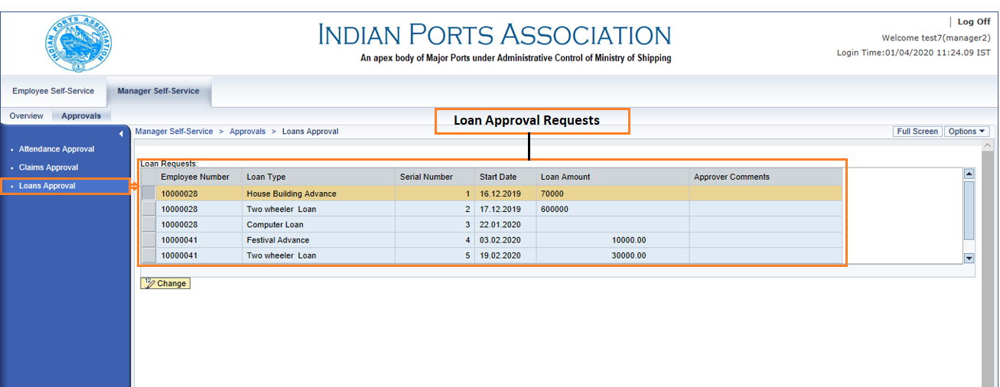 INDIAN PORTS ASSOCIATION
INDIAN PORTS ASSOCIATION
An apex body of Major Ports under Administrative Control of Ministry of Shipping
Log Off
Welcome test7(manager2)
Login Time:01/04/2020 11.24.09 IST
Employee Self-Service Manager Self-Service
Overview Approvals
Loan Approval Requests
Manager Self-Service > Approvals > Loans Approval Full Screen Options
Attendance Approval
Claims Approval
Loans Approval
Loan Requests:
Employee Number Loan Type Serial Number Start Date Loan Amount Approver Comments
10000028 House Building Advance 1 16.12.2019 70000
10000028 Two wheeler Loan 2 17.12.2019 600000
10000028 Computer Loan 3 22.01.2020
10000041 Festival Advance 4 03.02.2020 10000.00
10000041 Two wheeler Loan 5 19.02.2020 30000.00
Change